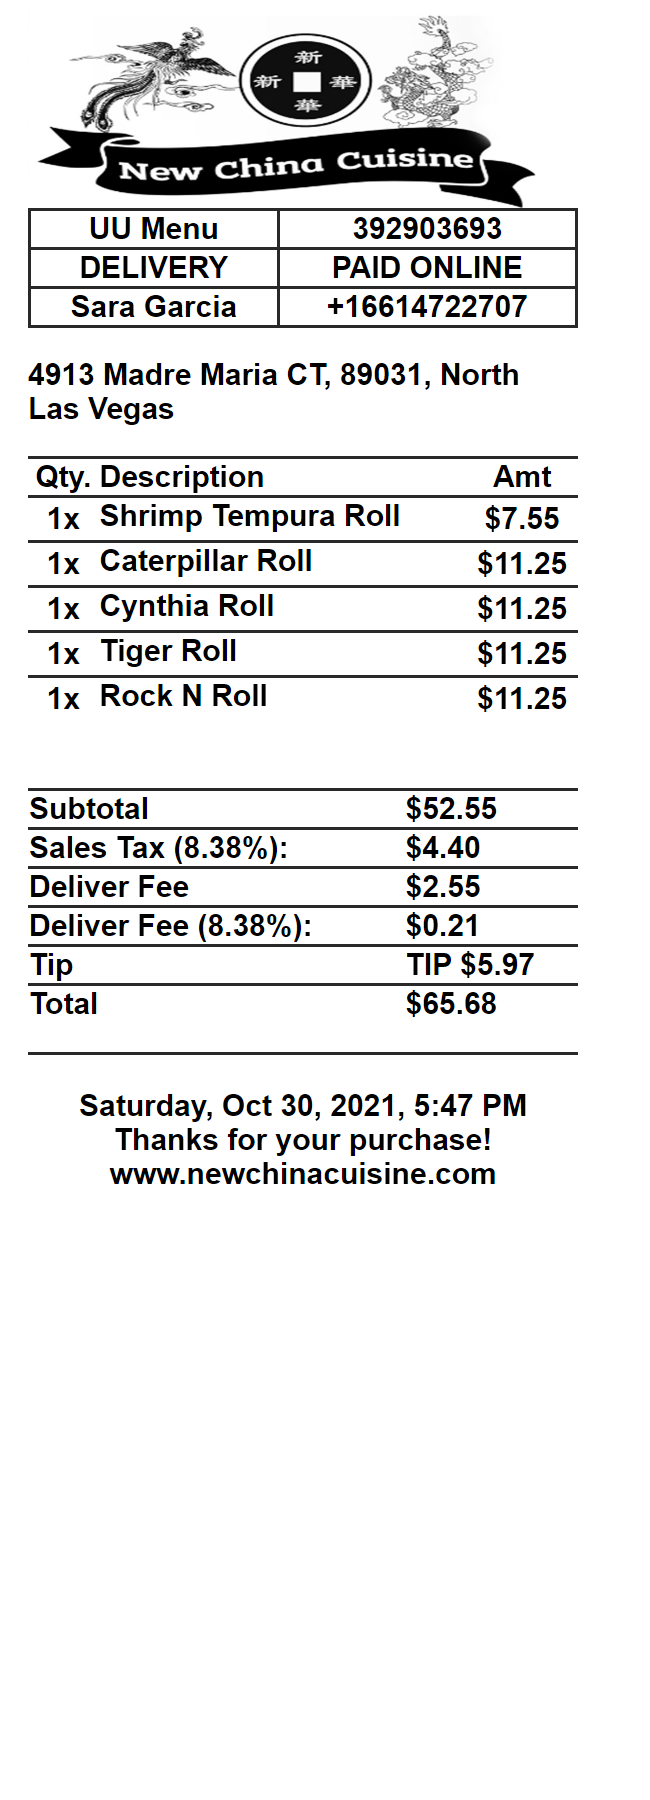 新
新 華
華
New China Cuisine
UU Menu 392903693
DELIVERY PAID ONLINE
Sara Garcia +16614722707
4913 Madre Maria CT, 89031, North
Las Vegas
Qty. Description Amt
1x Shrimp Tempura Roll $7.55
1x Caterpillar Roll $11.25
1x Cynthia Roll $11.25
1x Tiger Roll $11.25
1x Rock N Roll $11.25
Subtotal $52.55
Sales Tax (8.38%): $4.40
Deliver Fee $2.55
Deliver Fee (8.38%): $0.21
Tip TIP $5.97
Total $65.68
Saturday, Oct 30, 2021, 5:47 PM
Thanks for your purchase!
www.newchinacuisine.com